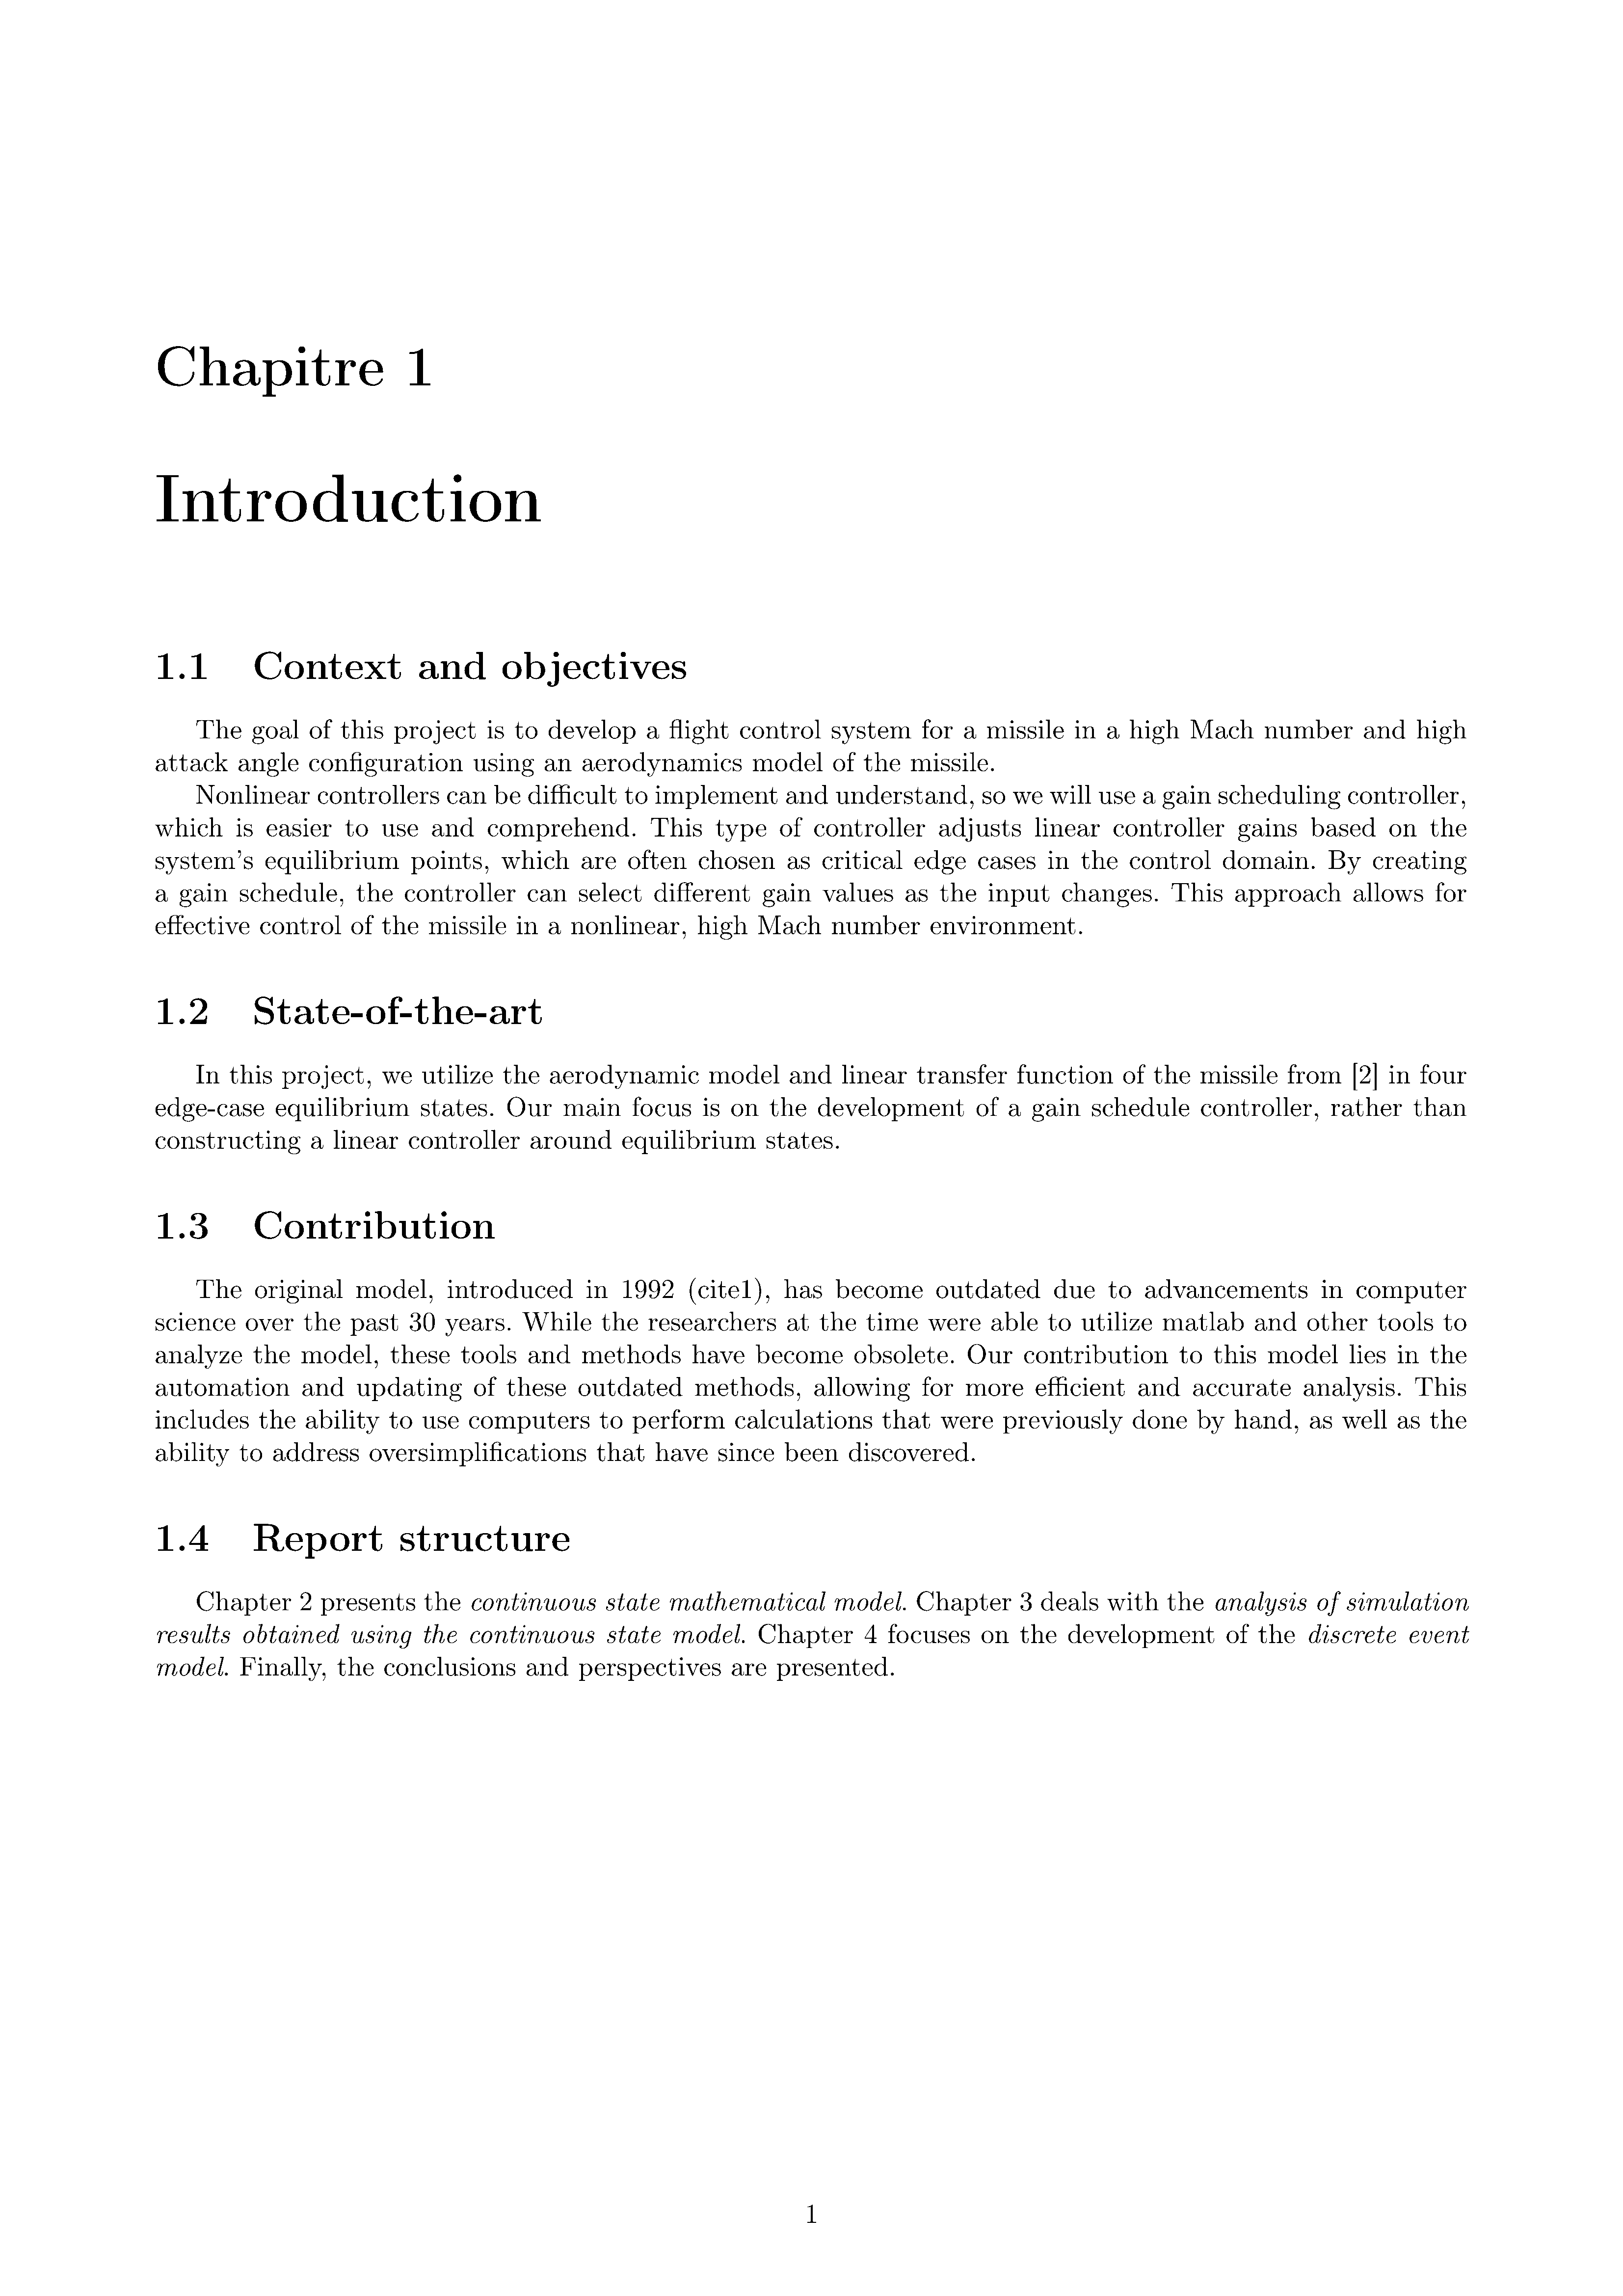 Chapitre 1
Introduction
1.1 Context and objectives
The goal of this project is to develop a flight control system for a missile in a high Mach number and high
attack angle configuration using an aerodynamics model of the missile.
Nonlinear controllers can be difficult to implement and understand, so we will use a gain scheduling controller,
which is easier to use and comprehend. This type of controller adjusts linear controller gains based on the
system's equilibrium points, which are often chosen as critical edge cases in the control domain. By creating
a gain schedule, the controller can select different gain values as the input changes. This approach allows for
effective control of the missile in a nonlinear, high Mach number environment.
1.2 State-of-the-art
In this project, we utilize the aerodynamic model and linear transfer function of the missile from [2] in four
edge-case equilibrium states. Our main focus is on the development of a gain schedule controller, rather than
constructing a linear controller around equilibrium states.
1.3 Contribution
The original model, introduced in 1992 (cite1), has become outdated due to advancements in computer
science over the past 30 years. While the researchers at the time were able to utilize matlab and other tools to
analyze the model, these tools and methods have become obsolete. Our contribution to this model lies in the
automation and updating of these outdated methods, allowing for more efficient and accurate analysis. This
includes the ability to use computers to perform calculations that were previously done by hand, as well as the
ability to address oversimplifications that have since been discovered.
1.4 Report structure
Chapter 2 presents the continuous state mathematical model. Chapter 3 deals with the analysis of simulation
results obtained using the continuous state model. Chapter 4 focuses on the development of the discrete event
model. Finally, the conclusions and perspectives are presented.
1